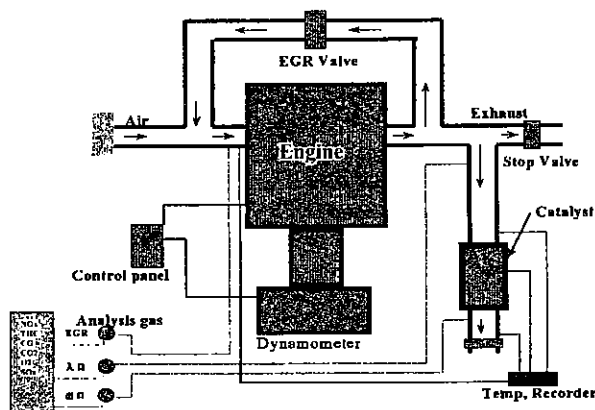 EGR Valve
Air
Exhaust
Engine
Stop Valve
Catalyst
Control panel
Analysis gas
EGR
Dynamometer
Temp, Recorder